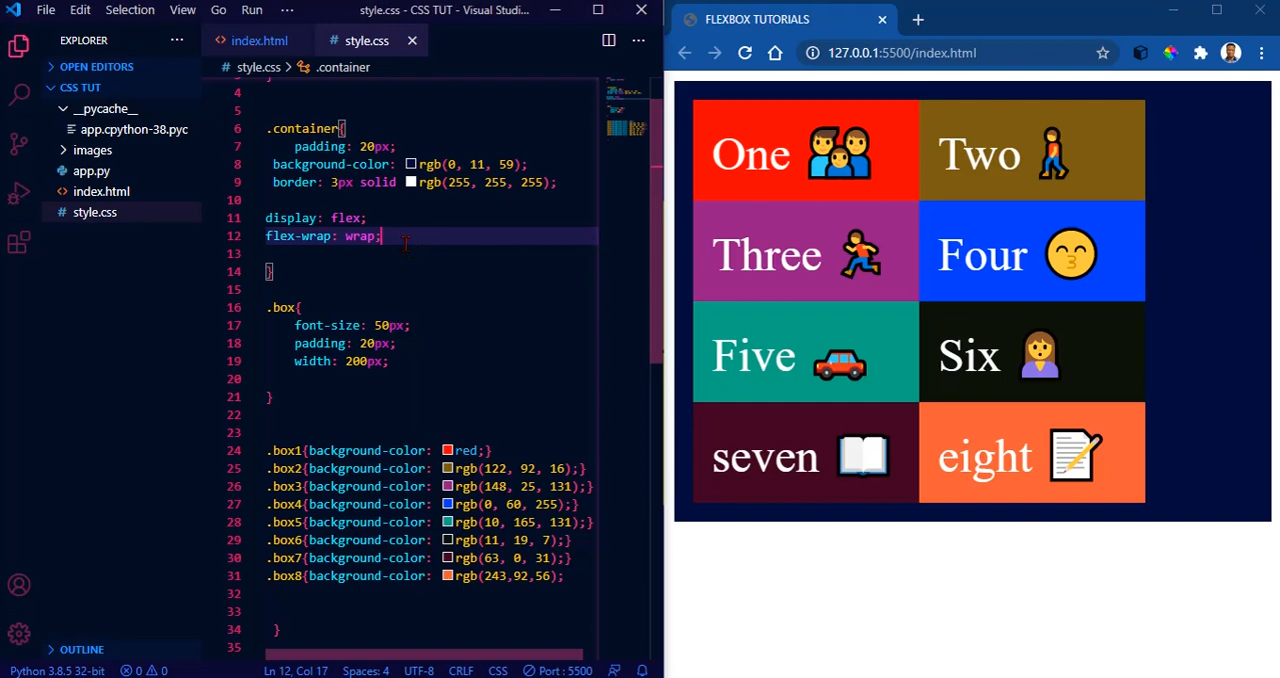 File Edit Selection View Go Run ··· style.css - CSS TUT - Visual Studi...
EXPLORER ···
OPEN EDITORS
CSS TUT
__pycache__
app.cpython-38.pyc
images
app.py
index.html
style.css
OUTLINE
index.html
style.css
style.css > .container
4
5
6 .container{
7 padding: 20px;
8 background-color: rgb(0, 11, 59);
9 border: 3px solid rgb(255, 255, 255);
10
11 display: flex;
12 flex-wrap: wrap;
13
14 }
15
16 .box{
17 font-size: 50px;
18 padding: 20px;
19 width: 200px;
20
21 }
22
23
24 .box1{background-color: red;}
25 .box2{background-color: rgb(122, 92, 16);}
26 .box3{background-color: rgb(148, 25, 131);}
27 .box4{background-color: rgb(0, 60, 255);}
28 .box5{background-color: rgb(10, 165, 131);}
29 .box6{background-color: rgb(11, 19, 7);}
30 .box7{background-color: rgb(63, 0, 31);}
31 .box8{background-color: rgb(243,92,56);
32
33
34 }
35
Python 3.8.5 32-bit 0 0 Ln 12, Col 17 Spaces: 4 UTF-8 CRLF CSS Port : 5500
FLEXBOX TUTORIALS
127.0.0.1:5500/index.html
One
Two
Three
Four
Five
Six
seven
eight